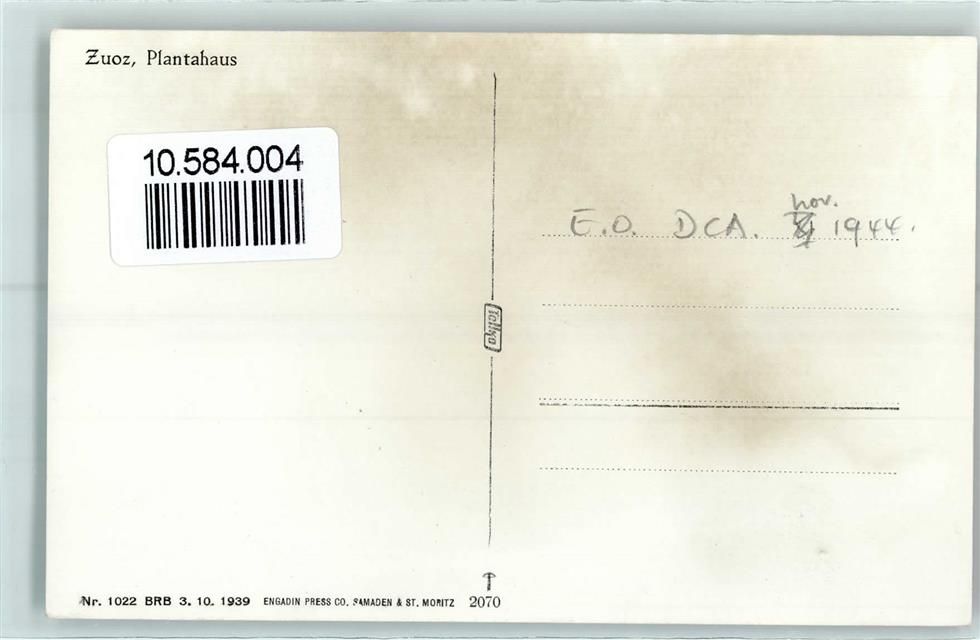 Zuoz, Plantahaus
10.584.004
nov.
E.O. DCA. 1944.
Nr. 1022 BRB 3. 10. 1939 ENGADIN PRESS CO. SAMADEN & ST. MORITZ 2070